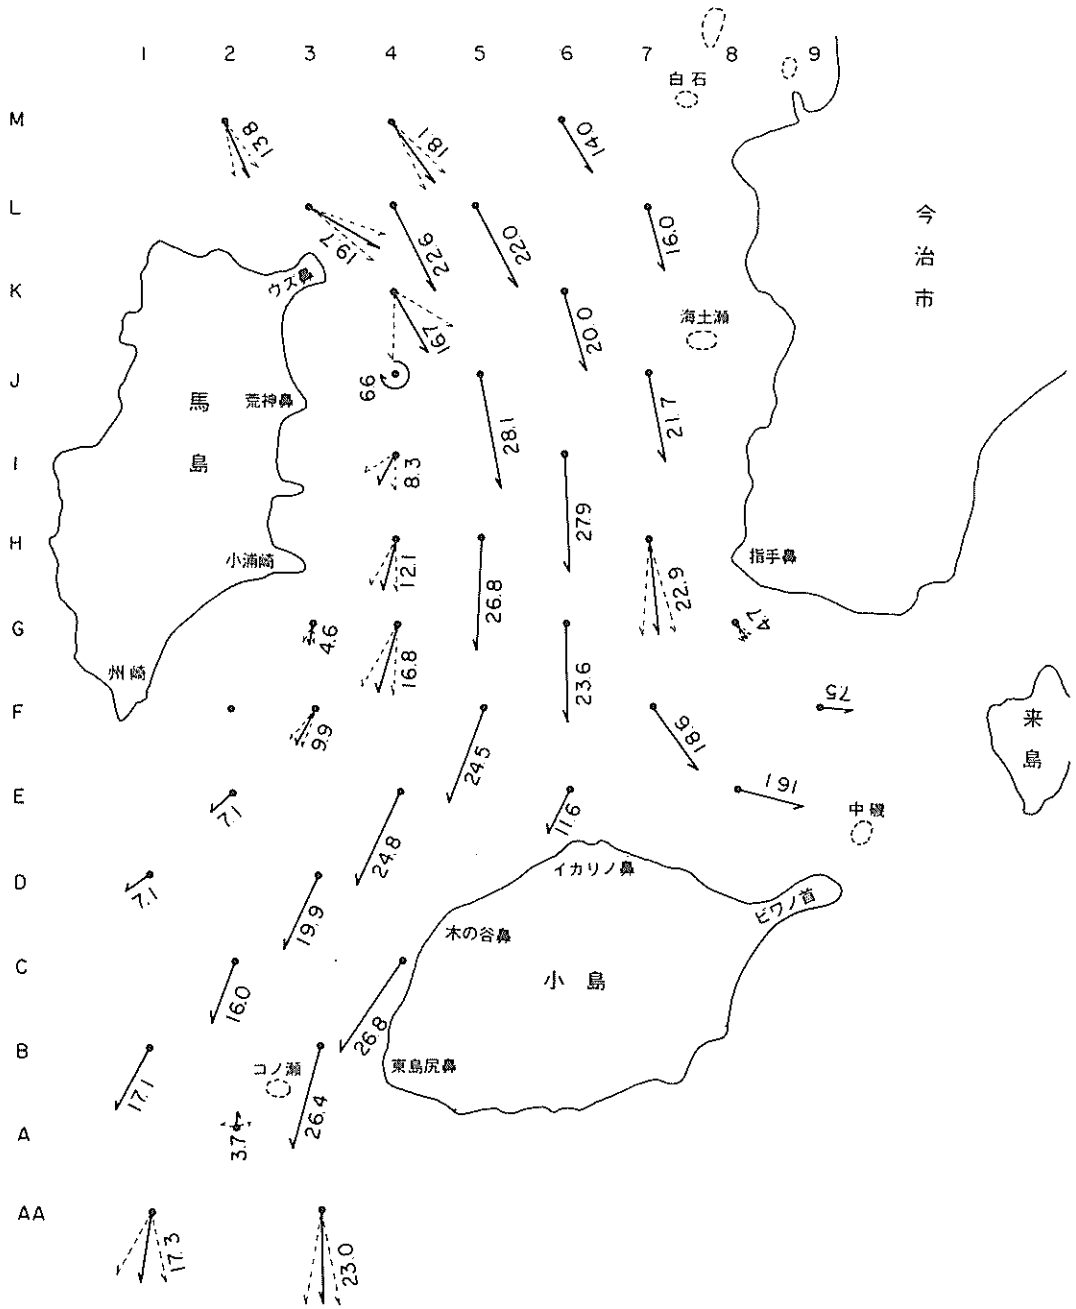 1 2 3 4 5 6 7 8 9
白石
M 13.8 18.1 14.0
L 19.7 22.6 22.0 16.0
今治市
ウズ鼻
K 16.7 20.0
海土瀬
J 6.6 28.1 21.7
馬島
荒神鼻
I 8.3 27.9
H 12.1 26.8 22.9
小浦崎
指手鼻
G 4.6 16.8 23.6 4.7
州崎
F 9.9 24.5 18.6 7.5
来島
E 7.1 24.8 11.6 16.1
中磯
イカリノ鼻
D 7.1 19.9
ビワノ首
木の谷鼻
C 16.0 26.8
小島
B 17.1 26.4
コノ瀬
東島尻鼻
A 3.7
AA 17.3 23.0